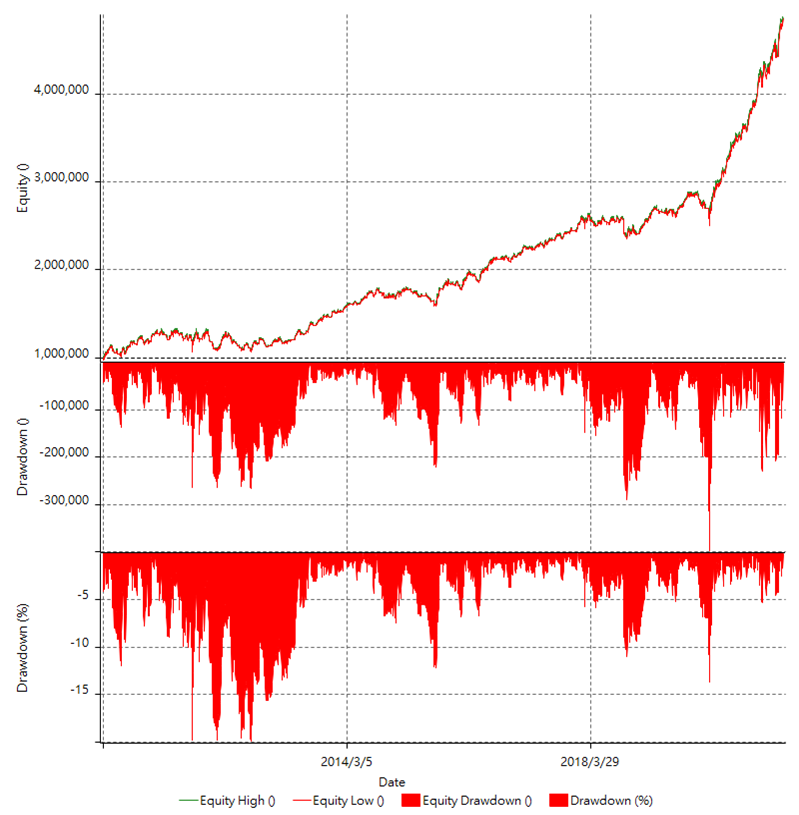 4,000,000
3,000,000
2,000,000
1,000,000
Equity ()
-100,000
-200,000
-300,000
Drawdown ()
-5
-10
-15
Drawdown (%)
2014/3/5
2018/3/29
Date
Equity High () Equity Low () Equity Drawdown () Drawdown (%)